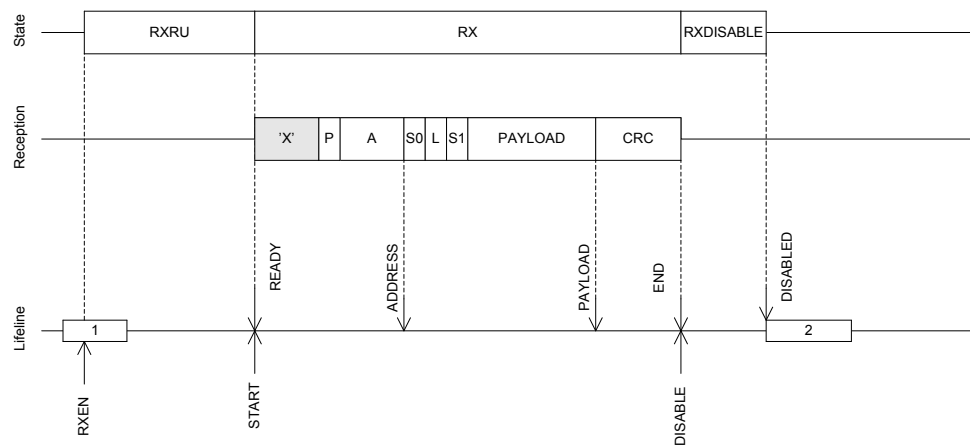 State
RXRU
RX
RXDISABLE
Reception
'X'
P
A
S0
L
S1
PAYLOAD
CRC
READY
ADDRESS
PAYLOAD
END
DISABLED
Lifeline
1
2
RXEN
START
DISABLE